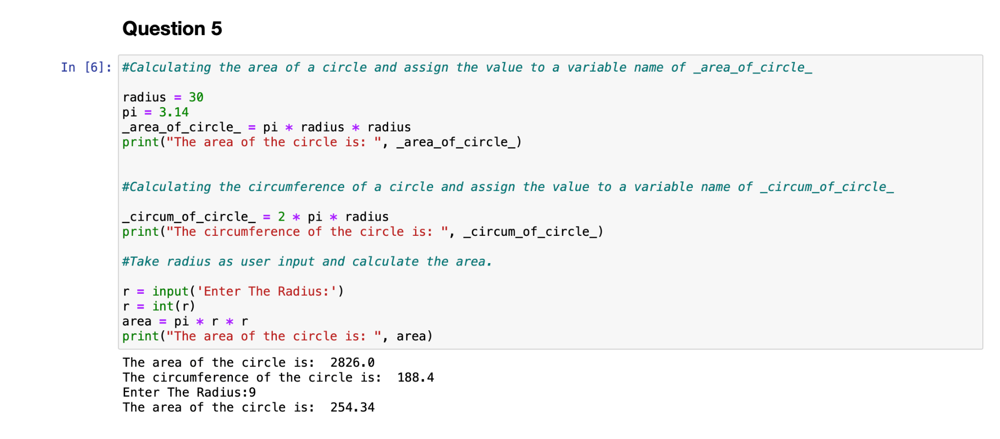 Question 5
In [6]: #Calculating the area of a circle and assign the value to a variable name of _area_of_circle_
radius = 30
pi = 3.14
_area_of_circle_ = pi * radius * radius
print("The area of the circle is: ", _area_of_circle_)
#Calculating the circumference of a circle and assign the value to a variable name of _circum_of_circle_
_circum_of_circle_ = 2 * pi * radius
print("The circumference of the circle is: ", _circum_of_circle_)
#Take radius as user input and calculate the area.
r = input('Enter The Radius:')
r = int(r)
area = pi * r * r
print("The area of the circle is: ", area)
The area of the circle is:  2826.0
The circumference of the circle is:  188.4
Enter The Radius:9
The area of the circle is:  254.34